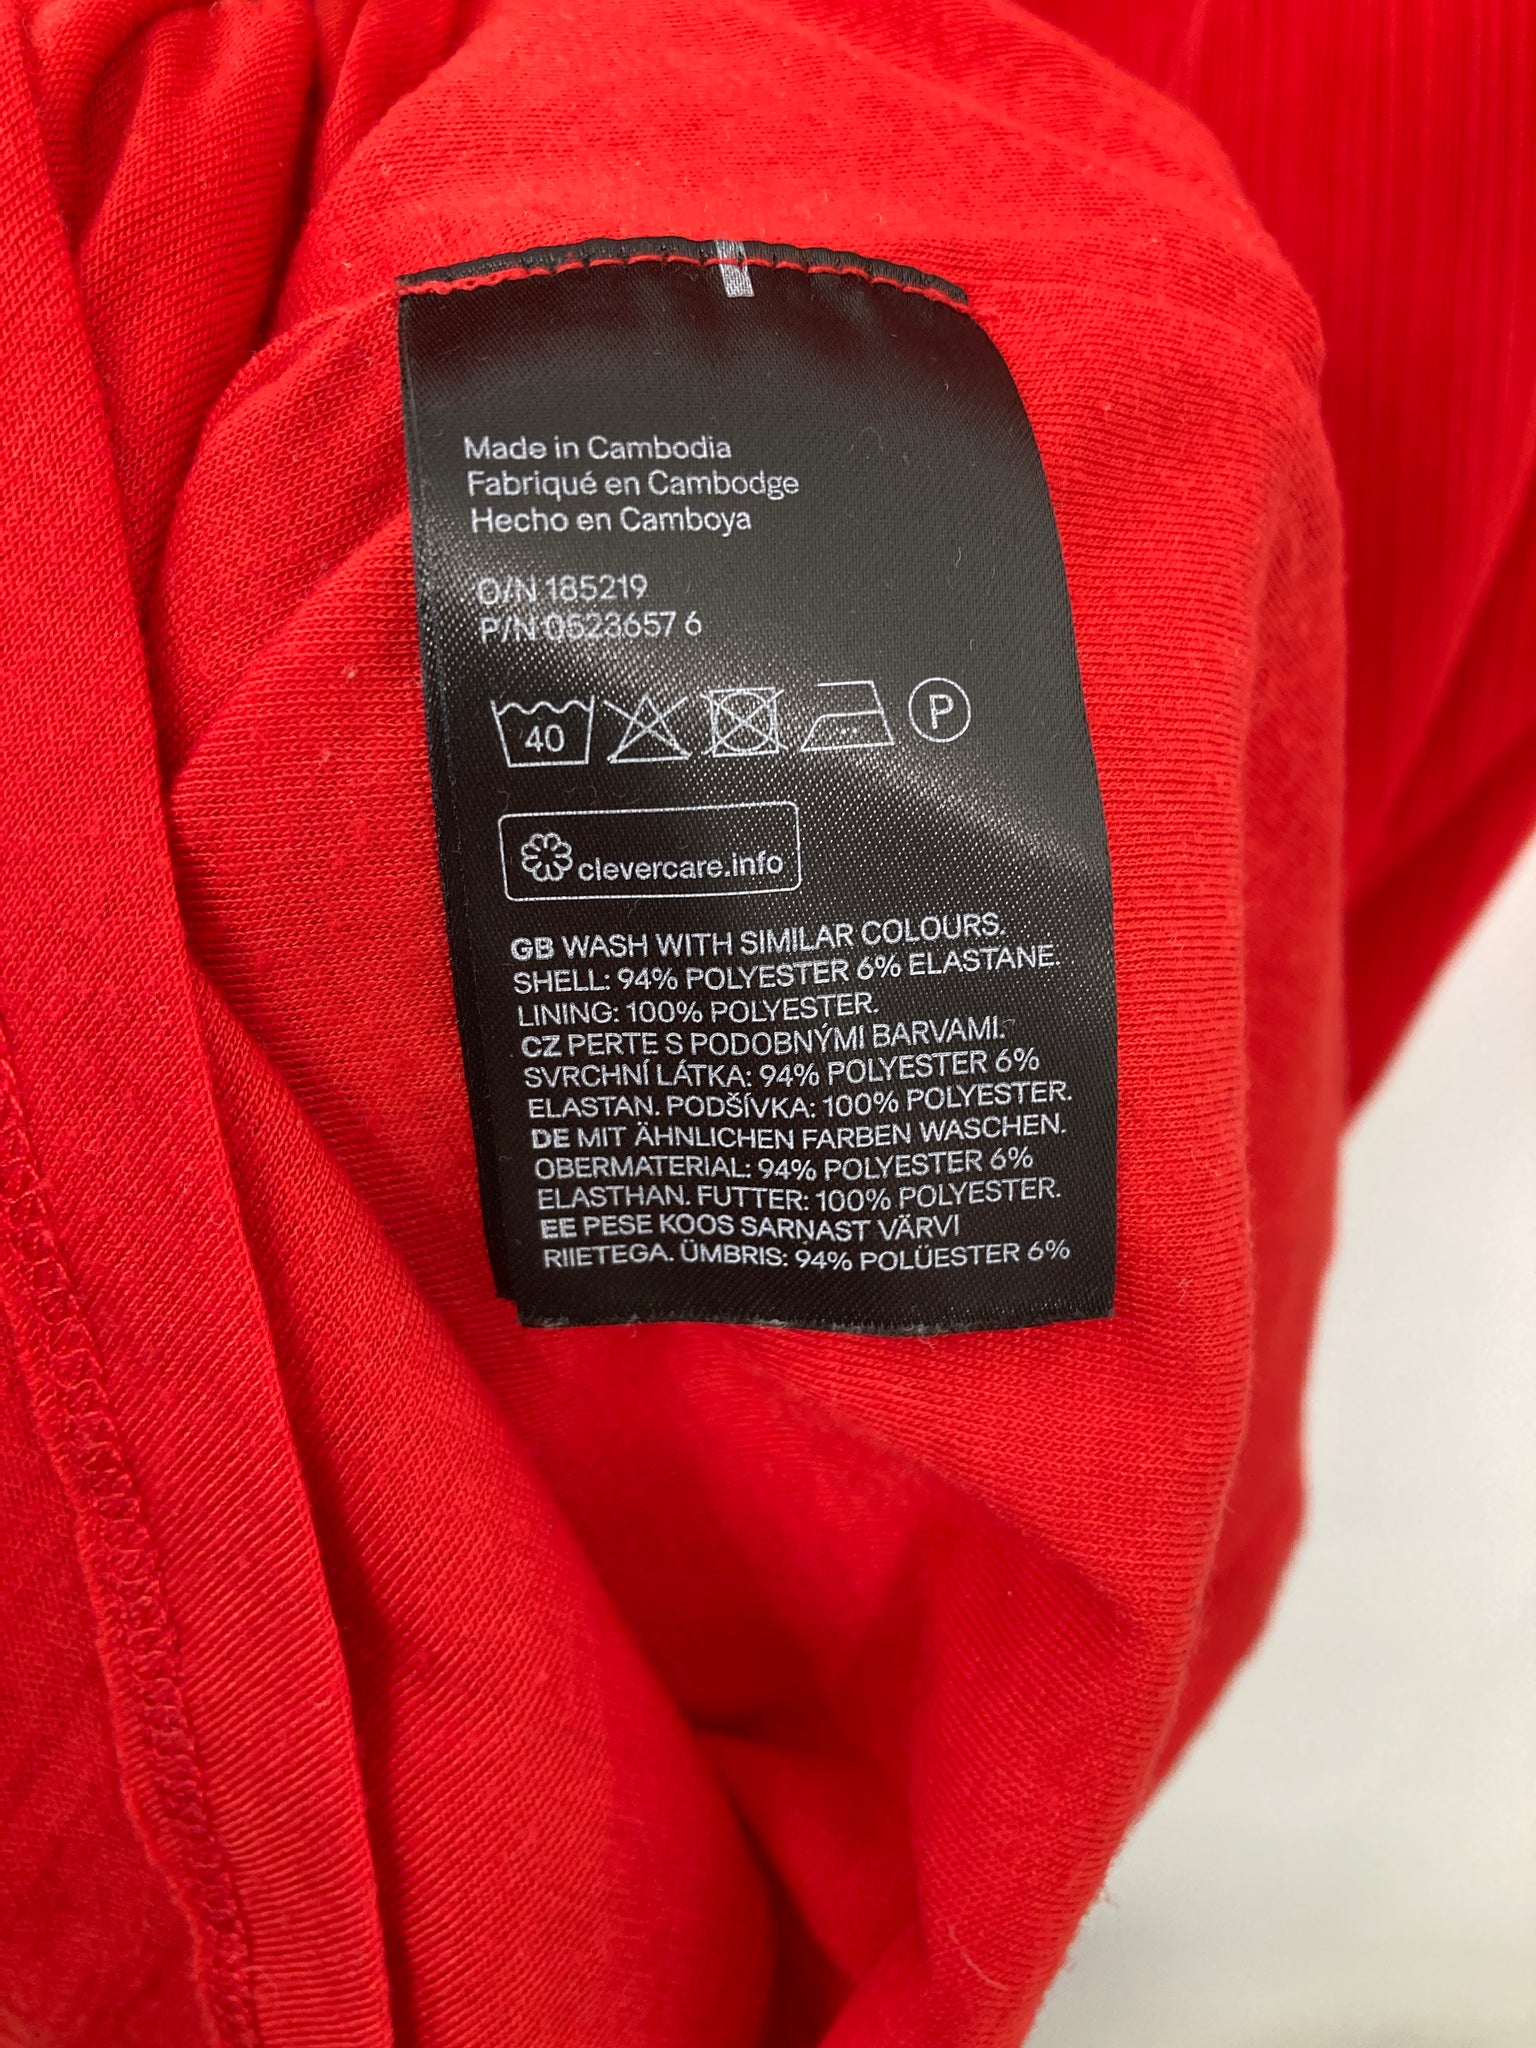 Made in Cambodia
Fabriqué en Cambodge
Hecho en Camboya
O/N 185219
P/N 0523657 6
40
P
clevercare.info
GB WASH WITH SIMILAR COLOURS.
SHELL: 94% POLYESTER 6% ELASTANE.
LINING: 100% POLYESTER.
CZ PERTE S PODOBNÝMI BARVAMI.
SVRCHNÍ LÁTKA: 94% POLYESTER 6%
ELASTAN. PODŠÍVKA: 100% POLYESTER.
DE MIT ÄHNLICHEN FARBEN WASCHEN.
OBERMATERIAL: 94% POLYESTER 6%
ELASTHAN. FUTTER: 100% POLYESTER.
EE PESE KOOS SARNAST VÄRVI
RIIETEGA. ÜMBRIS: 94% POLÜESTER 6%